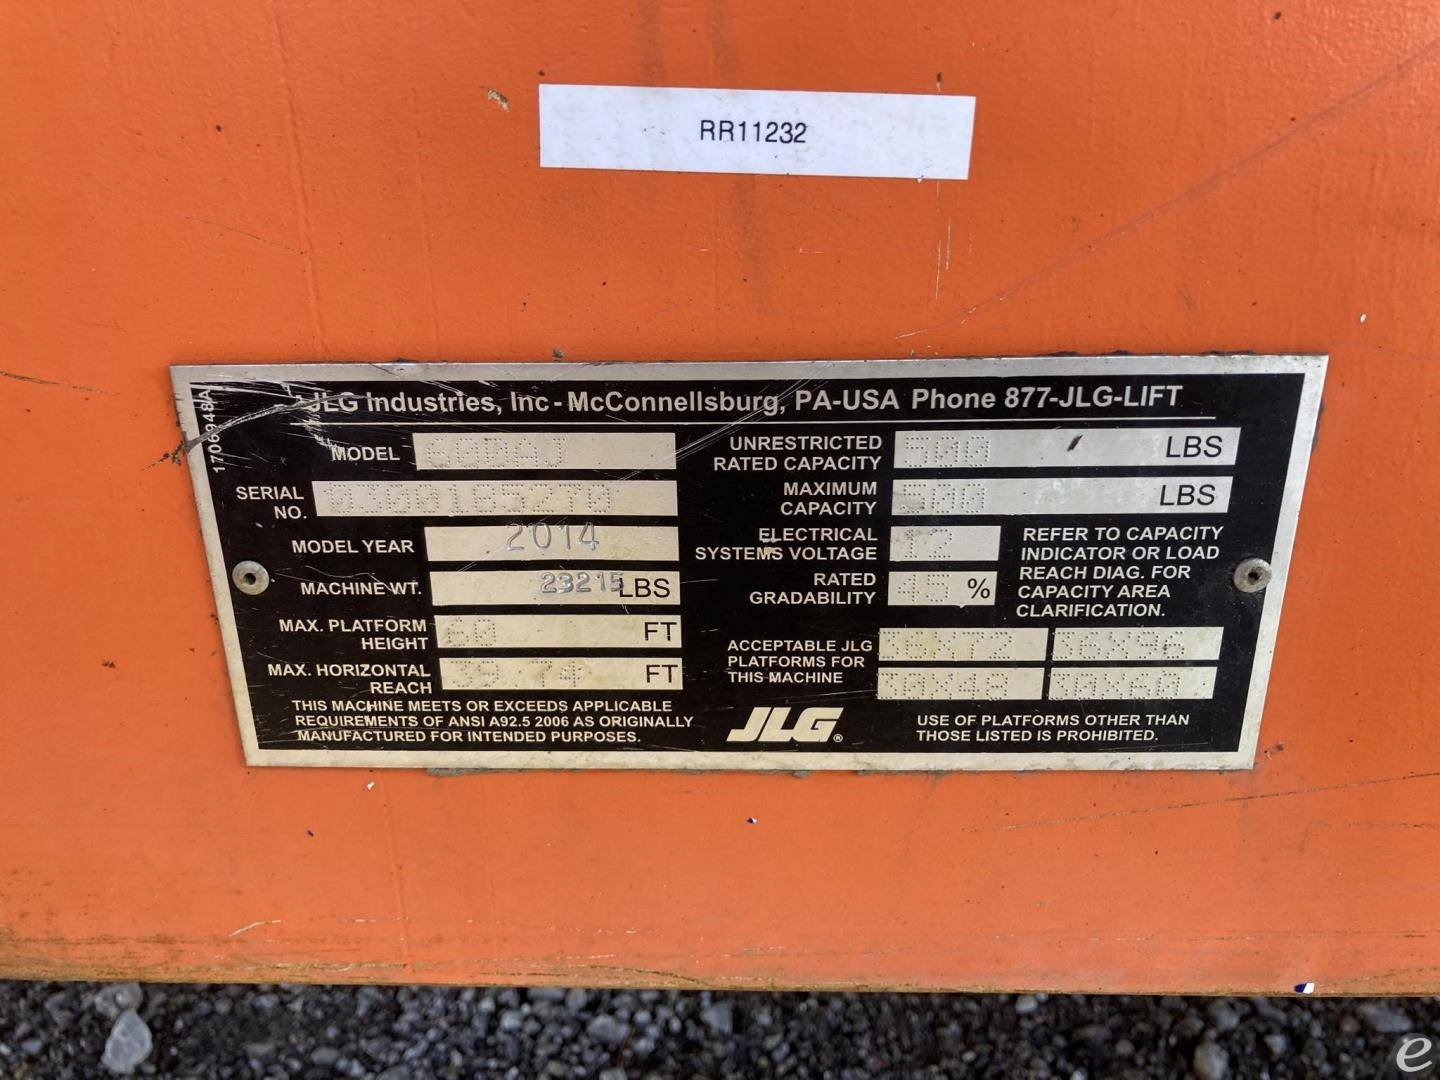 RR11232
JLG Industries, Inc - McConnellsburg, PA-USA Phone 877-JLG-LIFT
1706948A
MODEL 600AJ
SERIAL NO. 0300185270
MODEL YEAR 2014
MACHINE WT. 23215 LBS
MAX. PLATFORM HEIGHT 60 FT
MAX. HORIZONTAL REACH 39.74 FT
THIS MACHINE MEETS OR EXCEEDS APPLICABLE
REQUIREMENTS OF ANSI A92.5 2006 AS ORIGINALLY
MANUFACTURED FOR INTENDED PURPOSES.
UNRESTRICTED RATED CAPACITY 500 LBS
MAXIMUM CAPACITY 500 LBS
ELECTRICAL SYSTEMS VOLTAGE 12
RATED GRADABILITY 45 %
REFER TO CAPACITY
INDICATOR OR LOAD
REACH DIAG. FOR
CAPACITY AREA
CLARIFICATION.
ACCEPTABLE JLG
PLATFORMS FOR
THIS MACHINE
36X72 36X96
30X48 30X60
JLG®
USE OF PLATFORMS OTHER THAN
THOSE LISTED IS PROHIBITED.
e